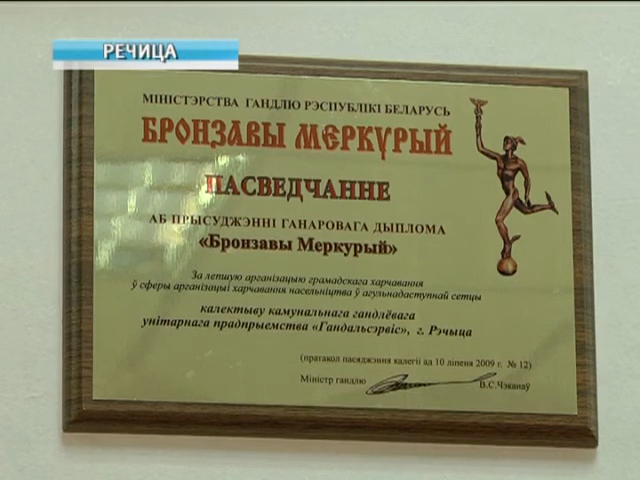 РЕЧИЦА
МІНІСТЭРСТВА ГАНДЛЮ РЭСПУБЛІКІ БЕЛАРУСЬ
БРОНЗАВЫ МЕРКУРЫЙ
ПАСВЕДЧАННЕ
АБ ПРЫСУДЖЭННІ ГАНАРОВАГА ДЫПЛОМА
«Бронзавы Меркурый»
За лепшую арганізацыю грамадскага харчавання
ў сферы арганізацыі харчавання насельніцтва ў агульнадаступнай сетцы
калектыву камунальнага гандлёвага
унітарнага прадпрыемства «Гандальсэрвіс», г. Рэчыца
(пратакол пасяджэння калегіі ад 10 ліпеня 2009 г. № 12)
Міністр гандлю В.С.Чэканаў